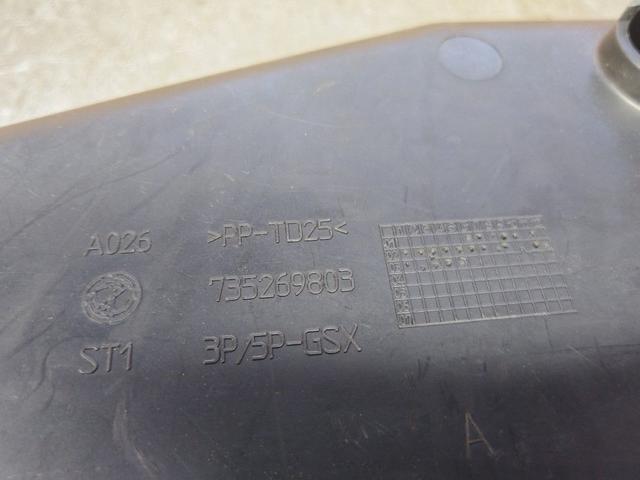 A026 >PP-TD25<
735269803
ST1 3P/5P-GSX
A